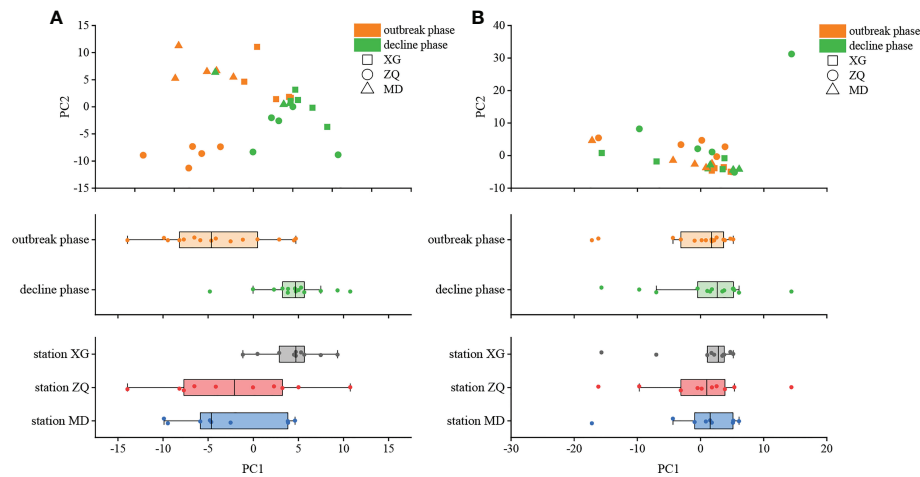 A
15
10
5
0
-5
-10
-15
PC2
outbreak phase
decline phase
XG
ZQ
MD
outbreak phase
decline phase
station XG
station ZQ
station MD
-15
-10
-5
0
5
10
15
PC1
B
40
30
20
10
0
-10
PC2
outbreak phase
decline phase
XG
ZQ
MD
outbreak phase
decline phase
station XG
station ZQ
station MD
-30
-20
-10
0
10
20
PC1